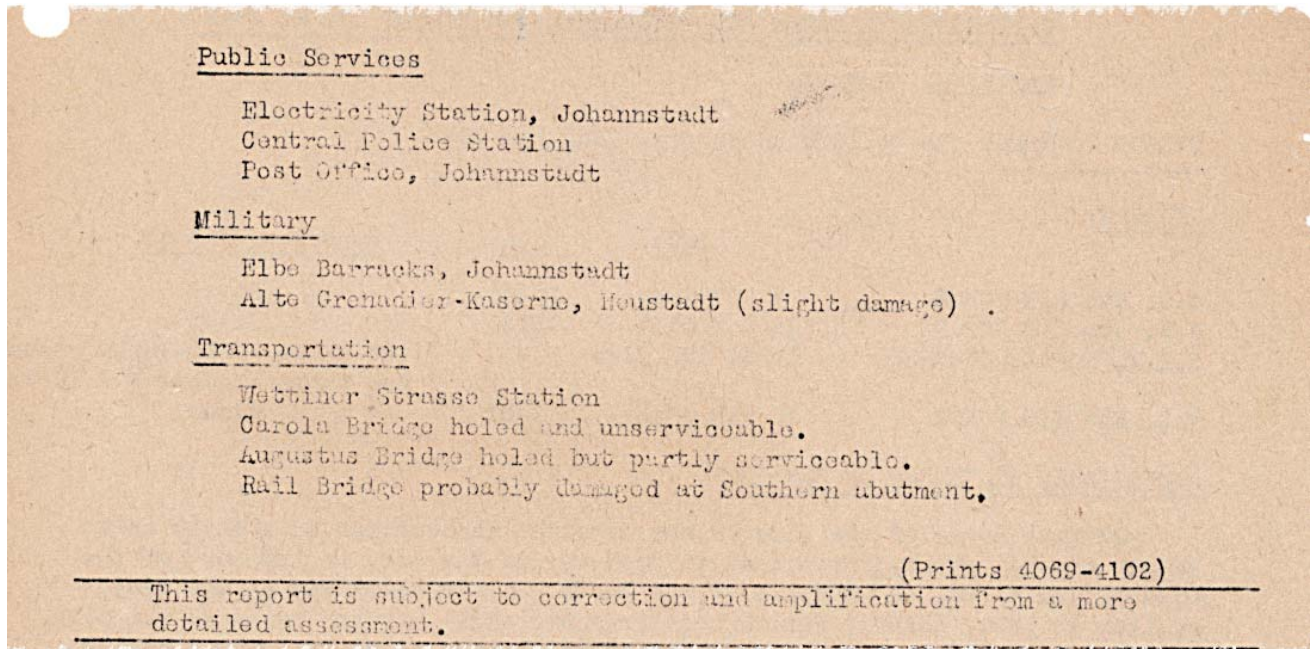 Public Services
Electricity Station, Johannstadt
Central Police Station
Post Office, Johannstadt
Military
Elbe Barracks, Johannstadt
Alte Grenadier-Kaserne, Neustadt (slight damage) .
Transportation
Wettiner Strasse Station
Carola Bridge holed and unserviceable.
Augustus Bridge holed but partly serviceable.
Rail Bridge probably damaged at Southern abutment.
(Prints 4069-4102)
This report is subject to correction and amplification from a more
detailed assessment.